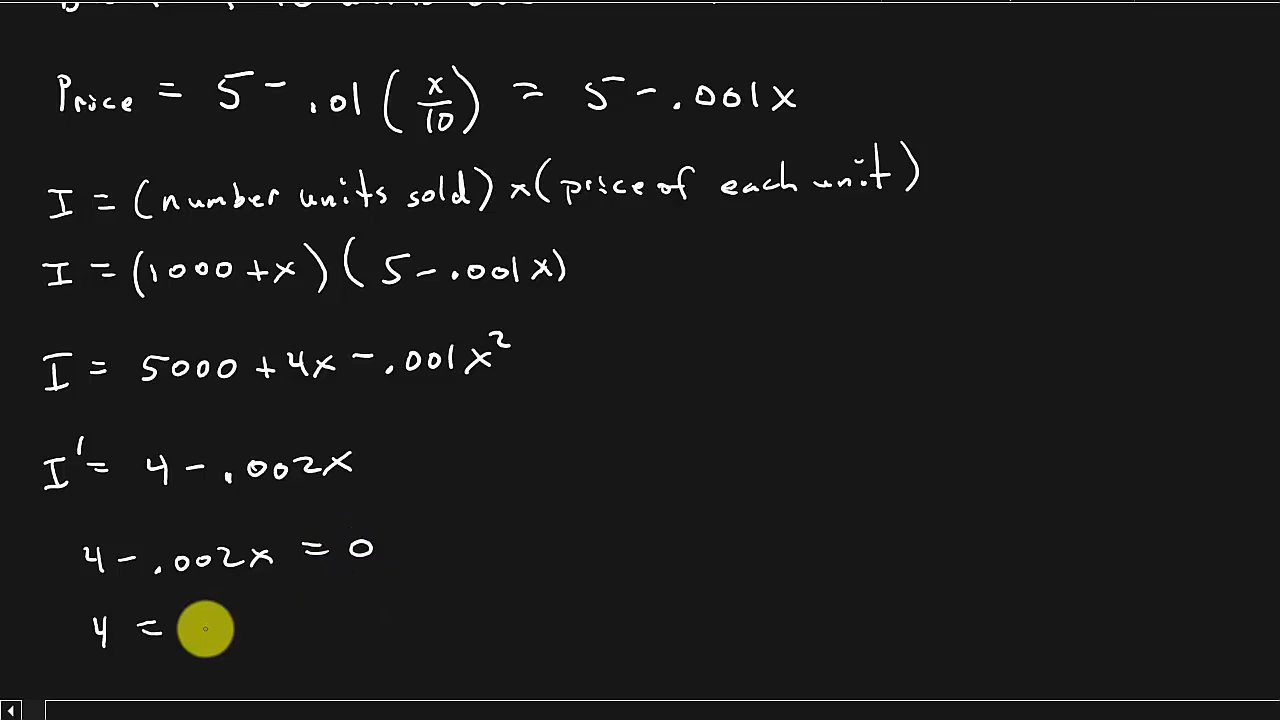 Price = 5 - .01 ( x/10 ) = 5 - .001x
I = (number units sold) x (price of each unit)
I = (1000 + x) ( 5 - .001x)
I = 5000 + 4x - .001x²
I' = 4 - .002x
4 - .002x = 0
4 =